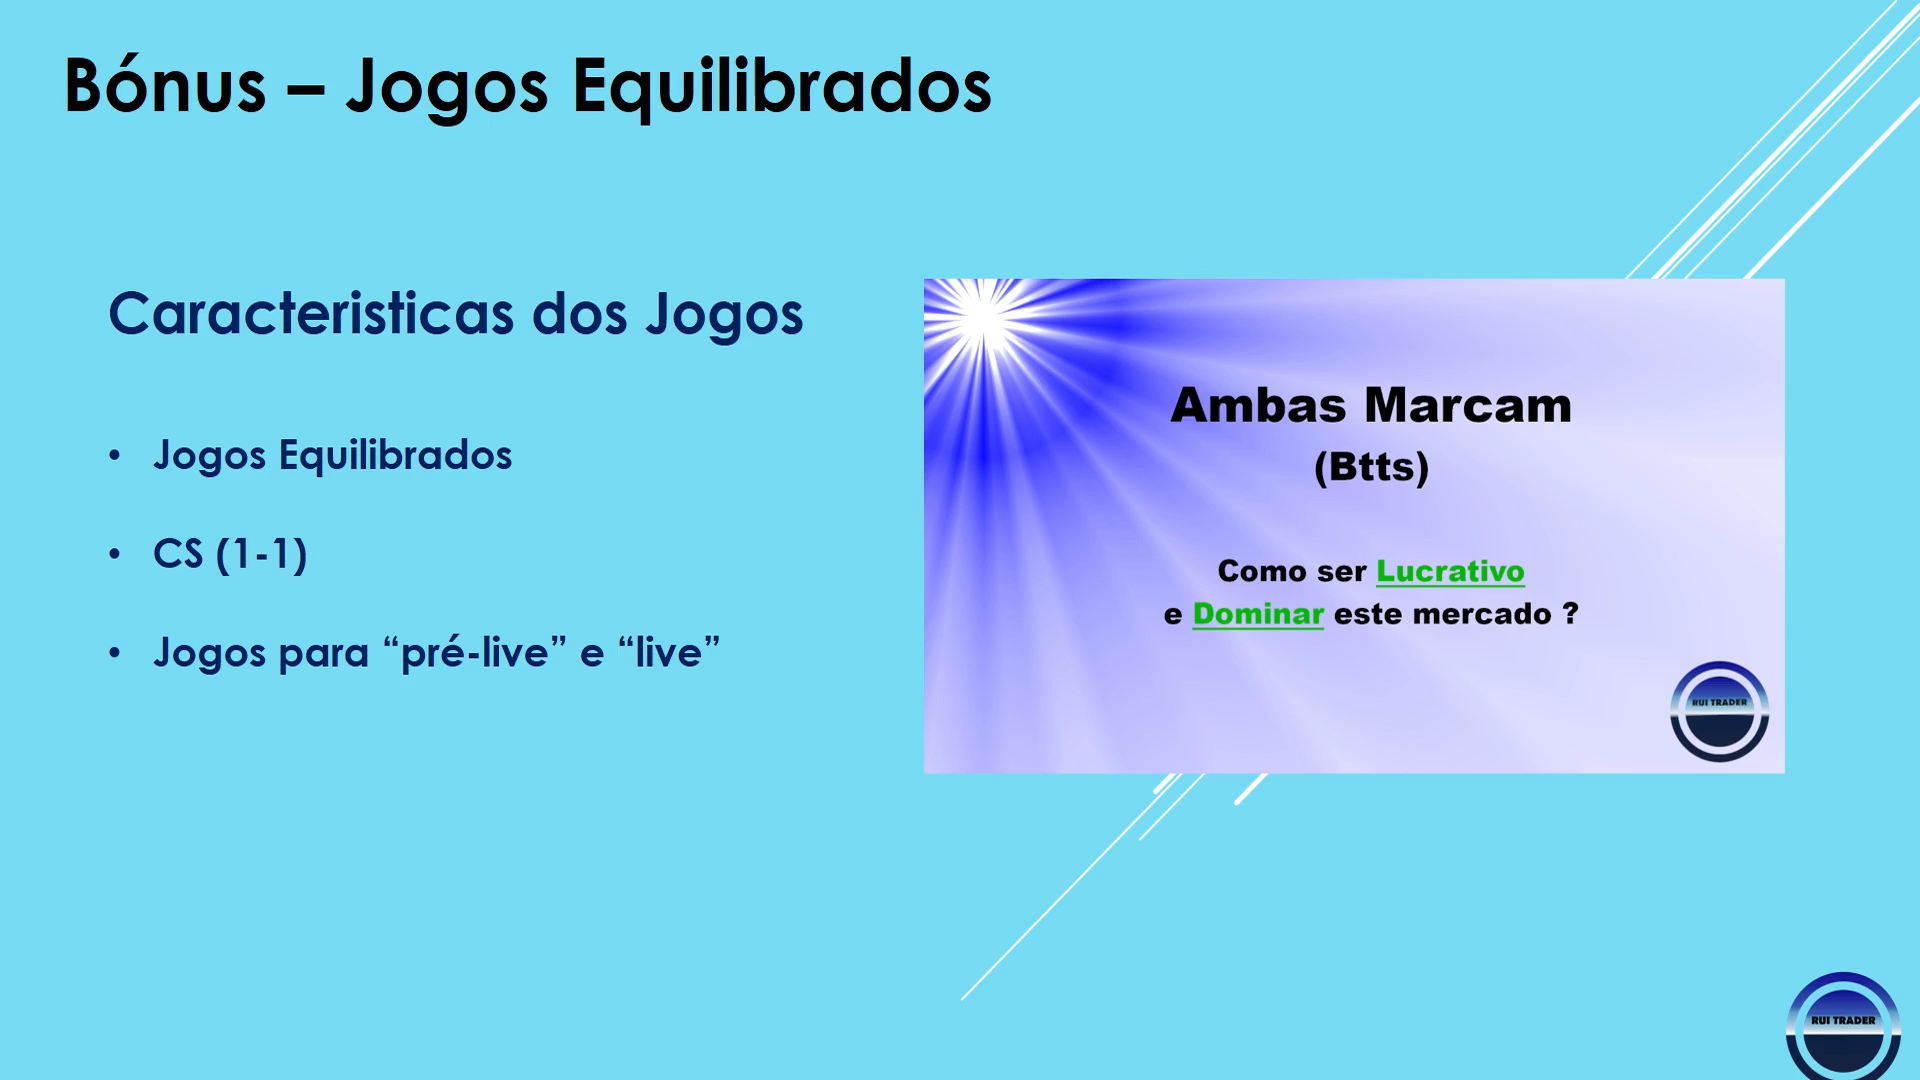 Bónus – Jogos Equilibrados
Caracteristicas dos Jogos
• Jogos Equilibrados
• CS (1-1)
• Jogos para “pré-live” e “live”
Ambas Marcam
(Btts)
Como ser Lucrativo
e Dominar este mercado ?
RUI TRADER
RUI TRADER